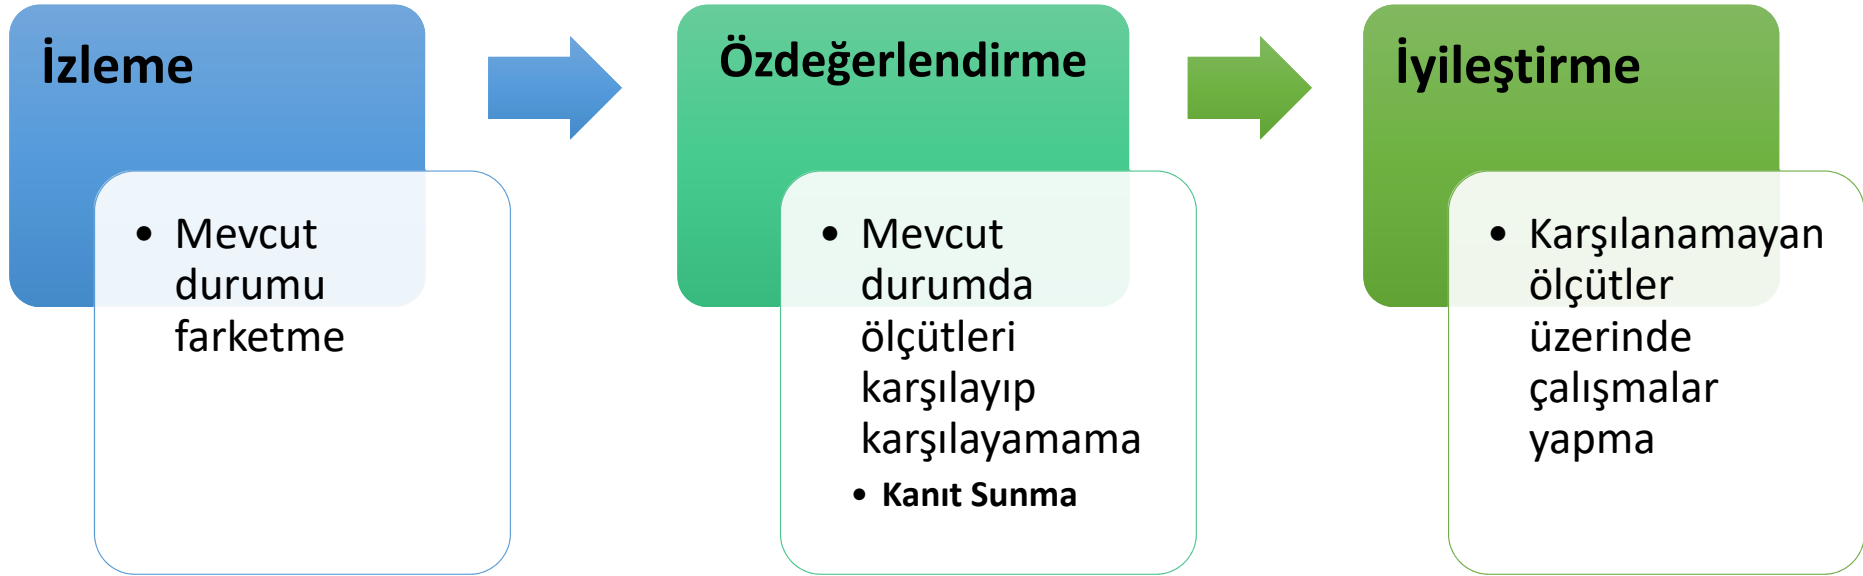 İzleme
• Mevcut
durumu
farketme
Özdeğerlendirme
• Mevcut
durumda
ölçütleri
karşılayıp
karşılayamama
• Kanıt Sunma
İyileştirme
• Karşılanamayan
ölçütler
üzerinde
çalışmalar
yapma